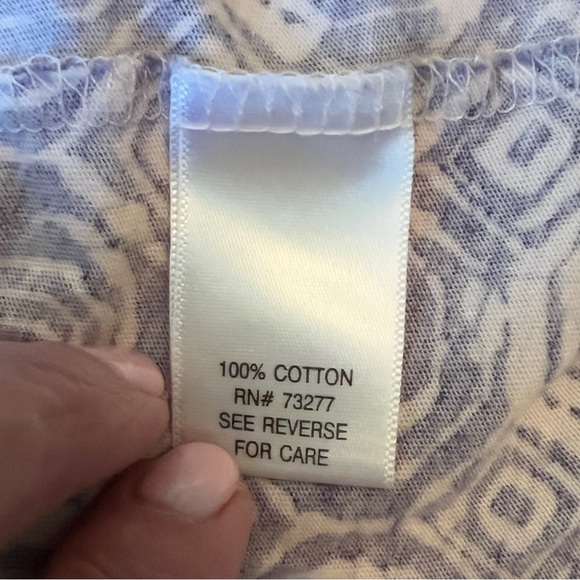 100% COTTON
RN# 73277
SEE REVERSE
FOR CARE